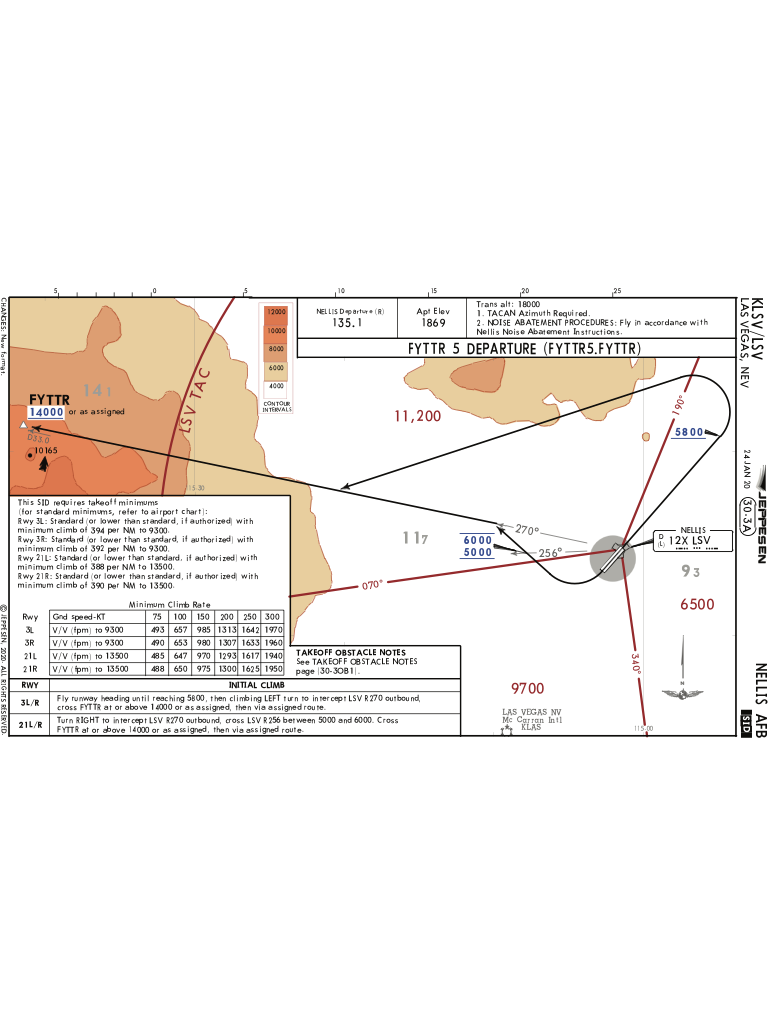 KLSV/LSV
LAS VEGAS, NEV
24 JAN 20
30-3A
JEPPESEN
NELLIS AFB
SID
5 0 5 10 15 20 25
NELLIS Departure (R)
135.1
Apt Elev
1869
Trans alt: 18000
1. TACAN Azimuth Required.
2. NOISE ABATEMENT PROCEDURES: Fly in accordance with
Nellis Noise Abatement Instructions.
FYTTR 5 DEPARTURE (FYTTR5.FYTTR)
12000
10000
8000
6000
4000
CONTOUR
INTERVALS
LSV TAC
14 1
FYTTR
14000 or as assigned
D33.0
10165
15-30
11,200
190°
5800
270°
6000
5000
256°
11 7
070°
NELLIS
D
(L) 12X LSV
9 3
6500
340°
N
9700
LAS VEGAS NV
Mc Carran Intl
KLAS
115-00
This SID requires takeoff minimums
(for standard minimums, refer to airport chart):
Rwy 3L: Standard (or lower than standard, if authorized) with
minimum climb of 394 per NM to 9300.
Rwy 3R: Standard (or lower than standard, if authorized) with
minimum climb of 392 per NM to 9300.
Rwy 21L: Standard (or lower than standard, if authorized) with
minimum climb of 388 per NM to 13500.
Rwy 21R: Standard (or lower than standard, if authorized) with
minimum climb of 390 per NM to 13500.
Minimum Climb Rate
Rwy Gnd speed-KT 75 100 150 200 250 300
3L V/V (fpm) to 9300 493 657 985 1313 1642 1970
3R V/V (fpm) to 9300 490 653 980 1307 1633 1960
21L V/V (fpm) to 13500 485 647 970 1293 1617 1940
21R V/V (fpm) to 13500 488 650 975 1300 1625 1950
TAKEOFF OBSTACLE NOTES
See TAKEOFF OBSTACLE NOTES
page (30-3OB1).
RWY INITIAL CLIMB
3L/R Fly runway heading until reaching 5800, then climbing LEFT turn to intercept LSV R270 outbound,
cross FYTTR at or above 14000 or as assigned, then via assigned route.
21L/R Turn RIGHT to intercept LSV R270 outbound, cross LSV R256 between 5000 and 6000. Cross
FYTTR at or above 14000 or as assigned, then via assigned route.
CHANGES: New format.
© JEPPESEN, 2020. ALL RIGHTS RESERVED.